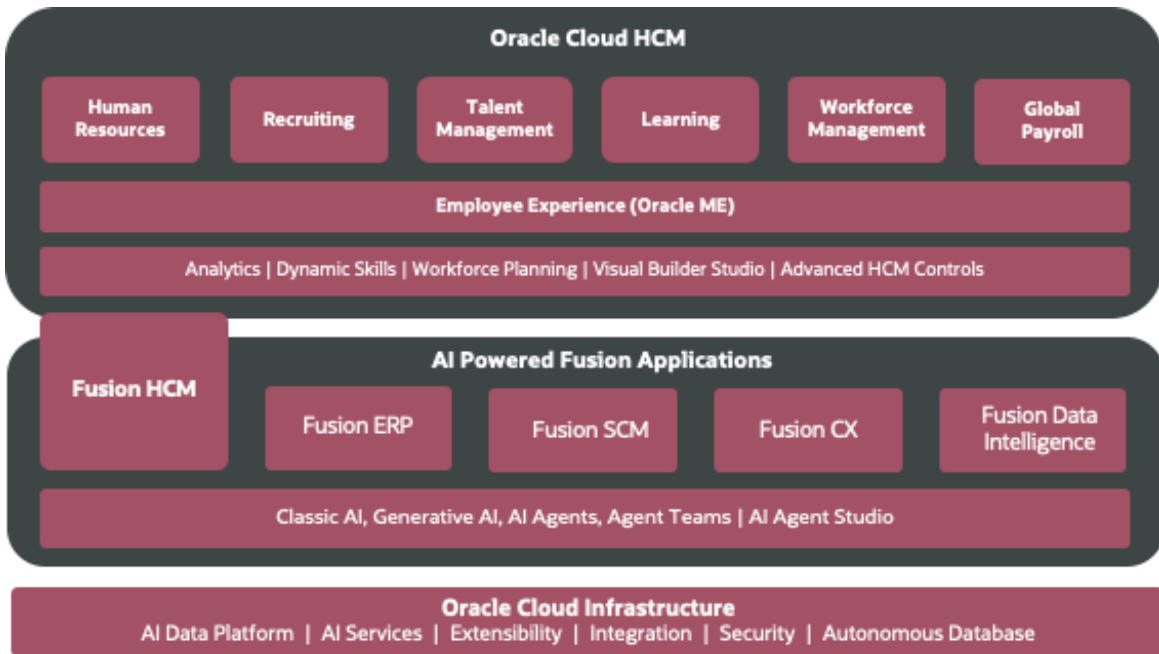 Oracle Cloud HCM
Human
Resources
Recruiting
Talent
Management
Learning
Workforce
Management
Global
Payroll
Employee Experience (Oracle ME)
Analytics | Dynamic Skills | Workforce Planning | Visual Builder Studio | Advanced HCM Controls
AI Powered Fusion Applications
Fusion HCM
Fusion ERP
Fusion SCM
Fusion CX
Fusion Data
Intelligence
Classic AI, Generative AI, AI Agents, Agent Teams | AI Agent Studio
Oracle Cloud Infrastructure
AI Data Platform | AI Services | Extensibility | Integration | Security | Autonomous Database